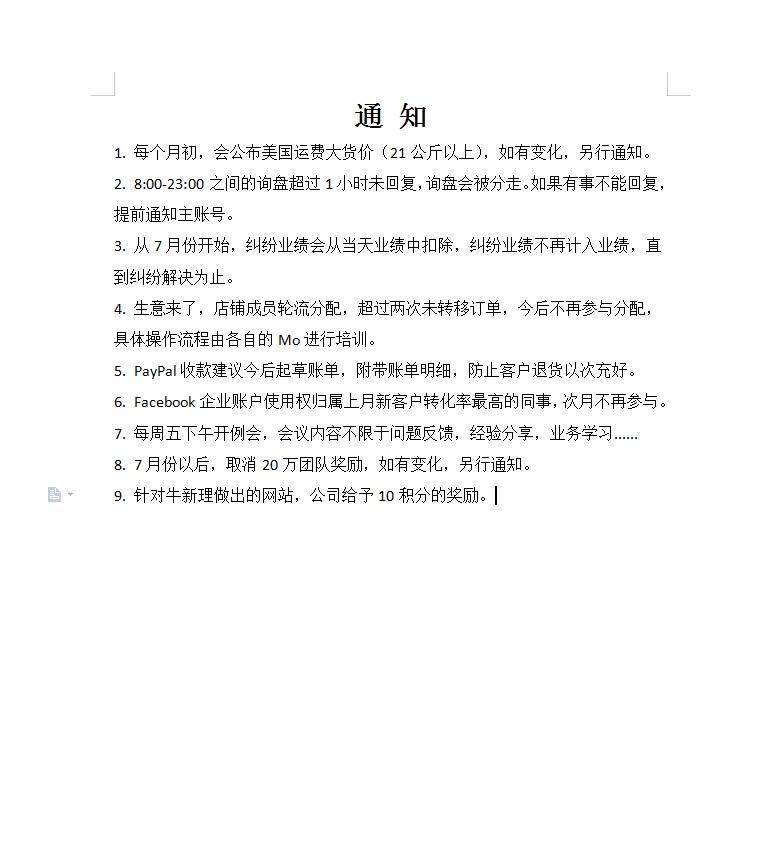 通 知
1. 每个月初，会公布美国运费大货价（21 公斤以上），如有变化，另行通知。
2. 8:00-23:00 之间的询盘超过 1 小时未回复，询盘会被分走。如果有事不能回复，
提前通知主账号。
3. 从 7 月份开始，纠纷业绩会从当天业绩中扣除，纠纷业绩不再计入业绩，直
到纠纷解决为止。
4. 生意来了，店铺成员轮流分配，超过两次未转移订单，今后不再参与分配，
具体操作流程由各自的 Mo 进行培训。
5. PayPal 收款建议今后起草账单，附带账单明细，防止客户退货以次充好。
6. Facebook 企业账户使用权归属上月新客户转化率最高的同事，次月不再参与。
7. 每周五下午开例会，会议内容不限于问题反馈，经验分享，业务学习......
8. 7 月份以后，取消 20 万团队奖励，如有变化，另行通知。
9. 针对牛新理做出的网站，公司给予 10 积分的奖励。